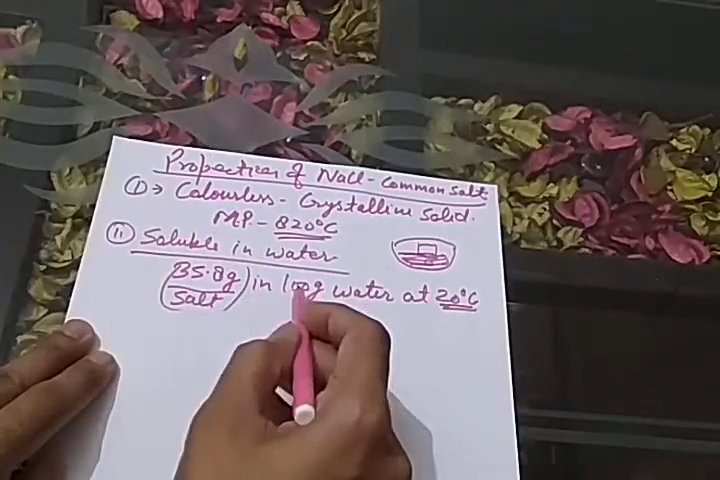 Properties of NaCl - Common Salt
(I) → Colourless - Crystalline Solid.
MP - 820°C
(II) Soluble in water
(35.8g Salt) in 100g water at 20°C